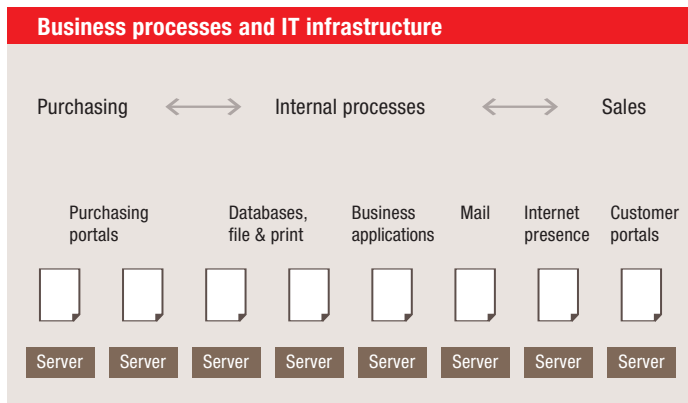 Business processes and IT infrastructure
Purchasing Internal processes Sales
Purchasing Databases, Business Mail Internet Customer
portals file & print applications presence portals
Server Server Server Server Server Server Server Server